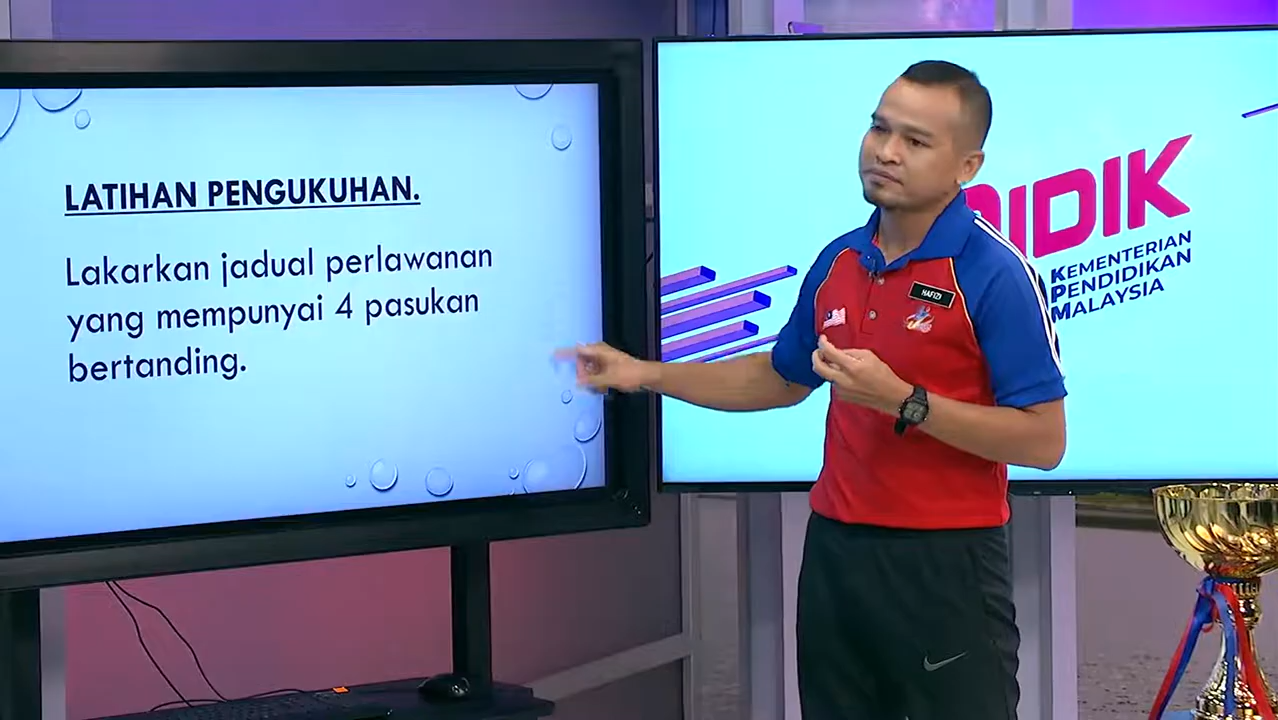 LATIHAN PENGUKUHAN.
Lakarkan jadual perlawanan
yang mempunyai 4 pasukan
bertanding.
DIDIK
KEMENTERIAN
PENDIDIKAN
MALAYSIA
HAFIZI